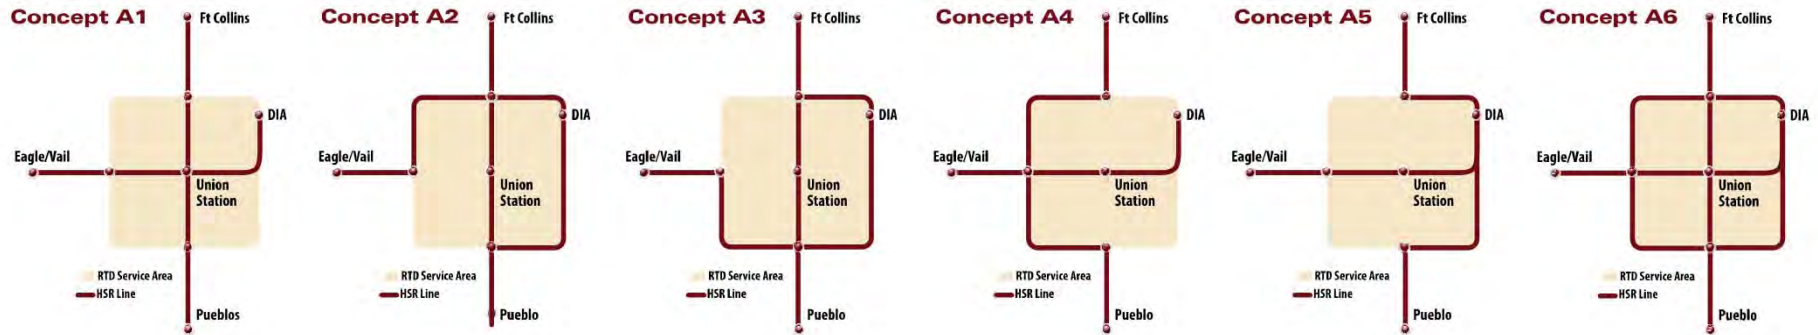 Concept A1
Ft Collins
DIA
Eagle/Vail
Union
Station
RTD Service Area
HSR Line
Pueblos
Concept A2
Ft Collins
DIA
Eagle/Vail
Union
Station
RTD Service Area
HSR Line
Pueblo
Concept A3
Ft Collins
DIA
Eagle/Vail
Union
Station
RTD Service Area
HSR Line
Pueblo
Concept A4
Ft Collins
DIA
Eagle/Vail
Union
Station
RTD Service Area
HSR Line
Pueblo
Concept A5
Ft Collins
DIA
Eagle/Vail
Union
Station
RTD Service Area
HSR Line
Pueblo
Concept A6
Ft Collins
DIA
Eagle/Vail
Union
Station
RTD Service Area
HSR Line
Pueblo